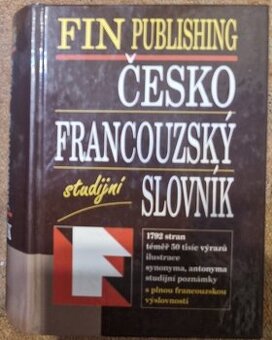 FIN PUBLISHING
ČESKO
FRANCOUZSKÝ
studijní
SLOVNÍK
1792 stran
téměř 50 tisíc výrazů
ilustrace
synonyma, antonyma
studijní poznámky
s plnou francouzskou
výslovností